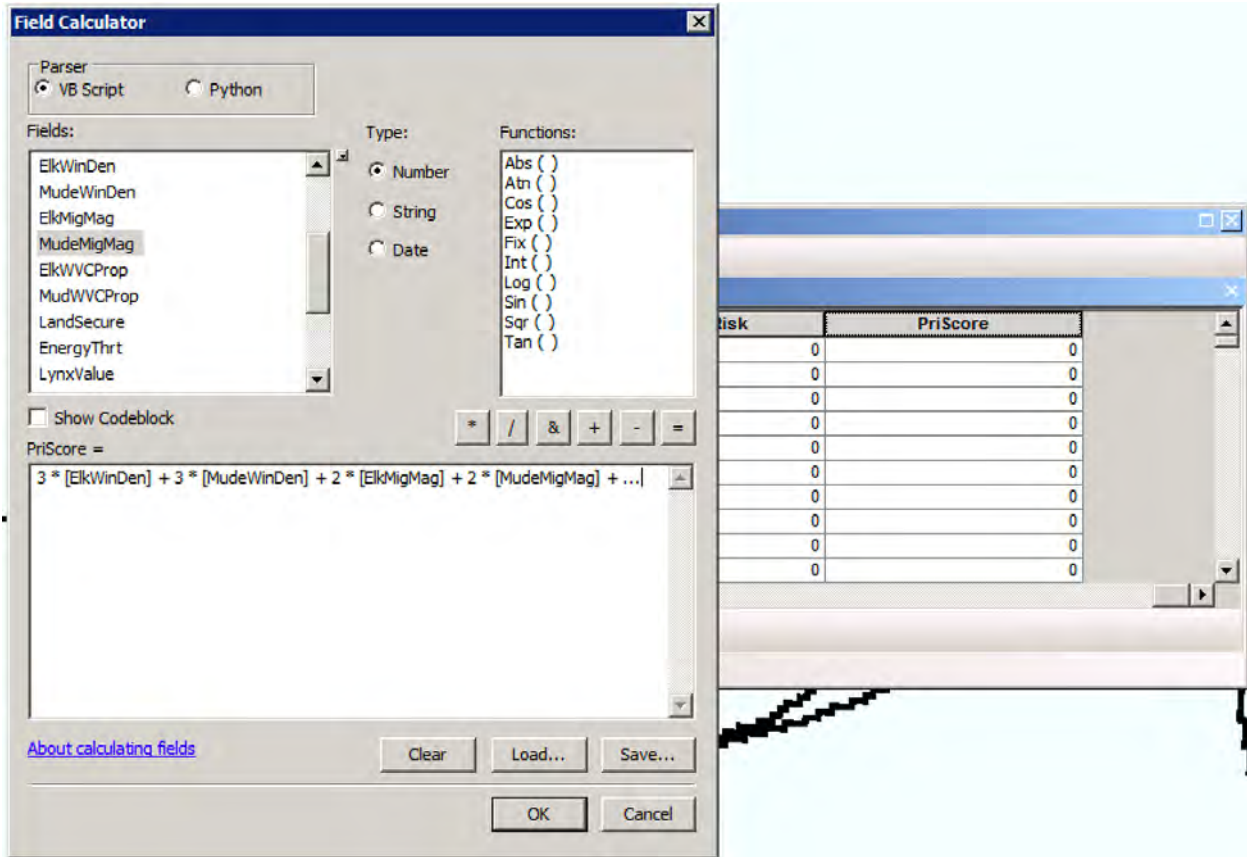 Field Calculator
Parser
VB Script Python
Fields: Type: Functions:
ElkWinDen
MudeWinDen
ElkMigMag
MudeMigMag
ElkWVCProp
MudWVCProp
LandSecure
EnergyThrt
LynxValue
Number
String
Date
Abs ( )
Atn ( )
Cos ( )
Exp ( )
Fix ( )
Int ( )
Log ( )
Sin ( )
Sqr ( )
Tan ( )
Show Codeblock
* / & + - =
PriScore =
3 * [ElkWinDen] + 3 * [MudeWinDen] + 2 * [ElkMigMag] + 2 * [MudeMigMag] + ...
About calculating fields
Clear Load... Save...
OK Cancel
Risk PriScore
0 0
0 0
0 0
0 0
0 0
0 0
0 0
0 0
0 0
0 0